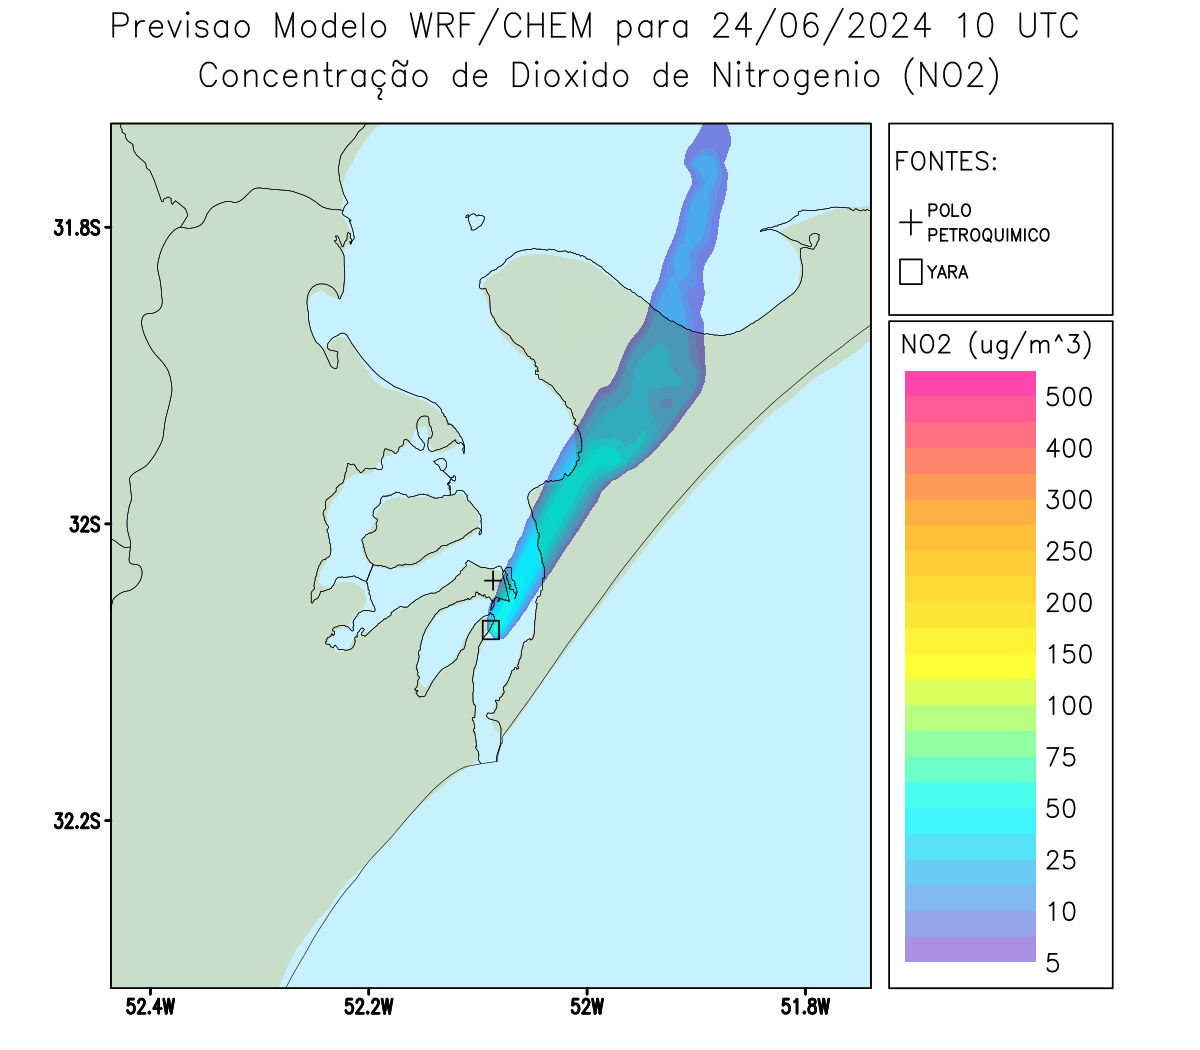 Previsao Modelo WRF/CHEM para 24/06/2024 10 UTC
Concentração de Dioxido de Nitrogenio (NO2)
FONTES:
POLO
PETROQUIMICO
YARA
NO2 (ug/m^3)
500
400
300
250
200
150
100
75
50
25
10
5
31.8S
32S
32.2S
52.4W
52.2W
52W
51.8W